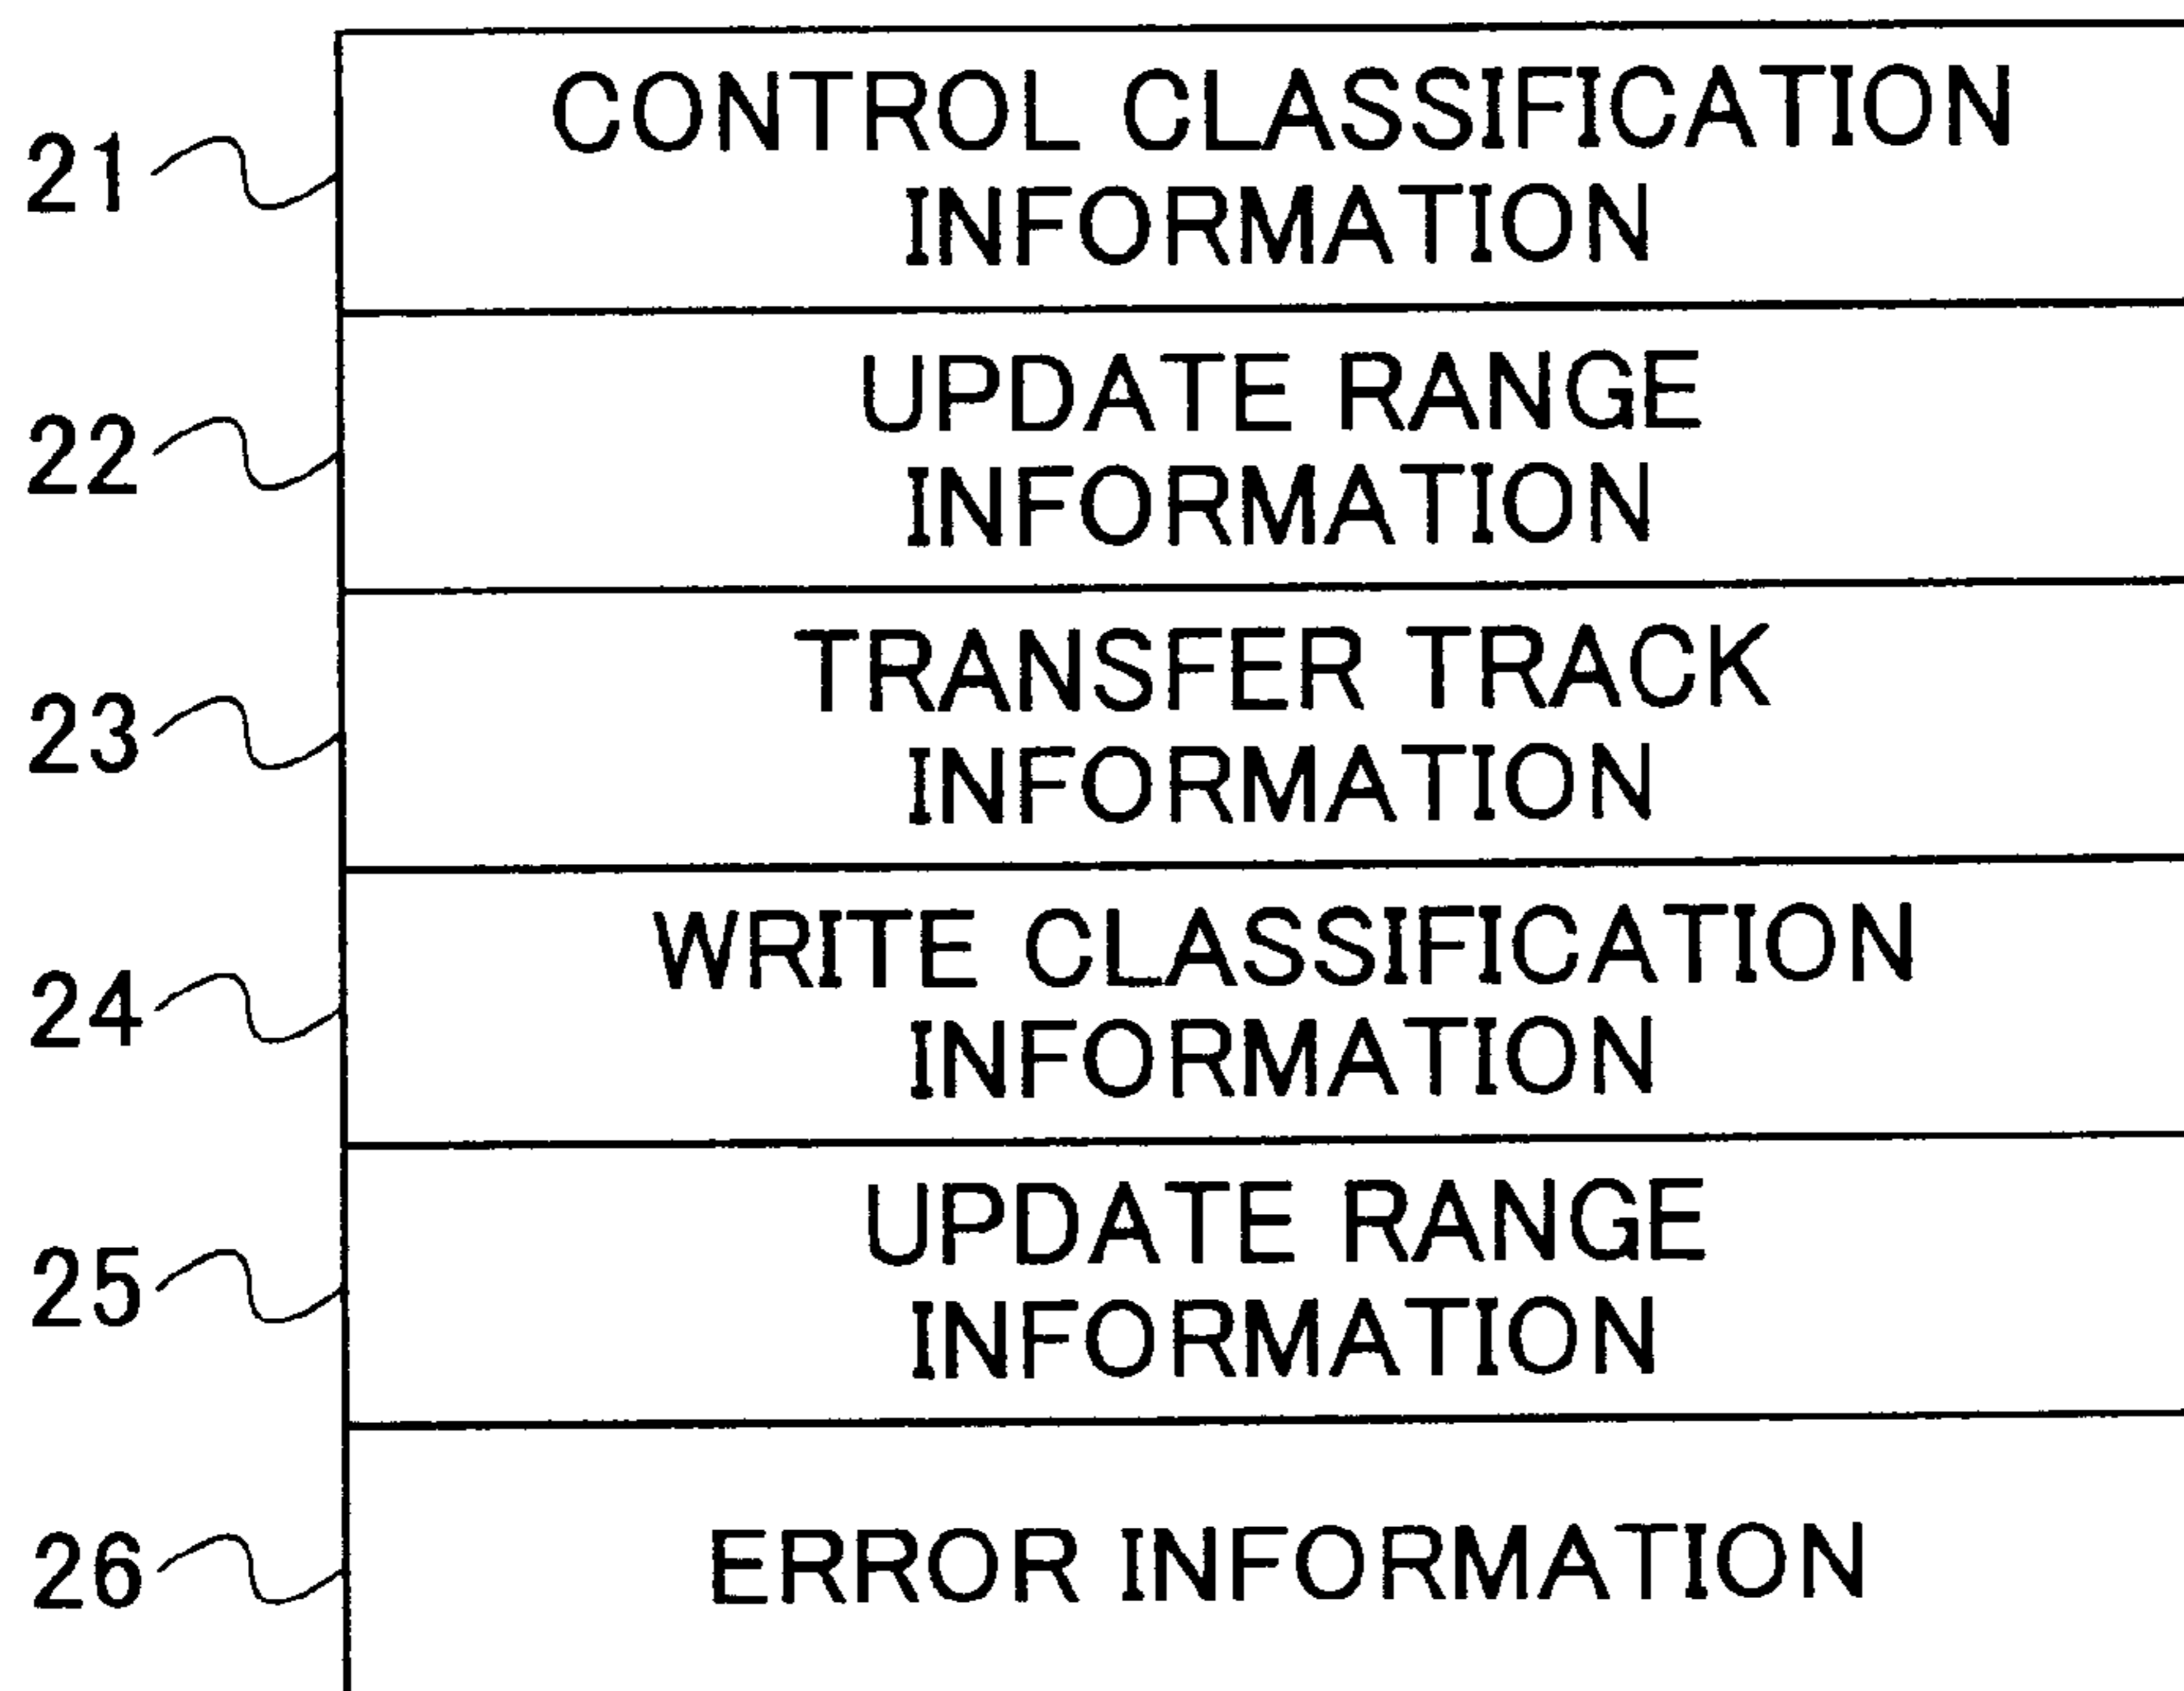 21 CONTROL CLASSIFICATION
INFORMATION
22 UPDATE RANGE
INFORMATION
23 TRANSFER TRACK
INFORMATION
24 WRITE CLASSIFICATION
INFORMATION
25 UPDATE RANGE
INFORMATION
26 ERROR INFORMATION